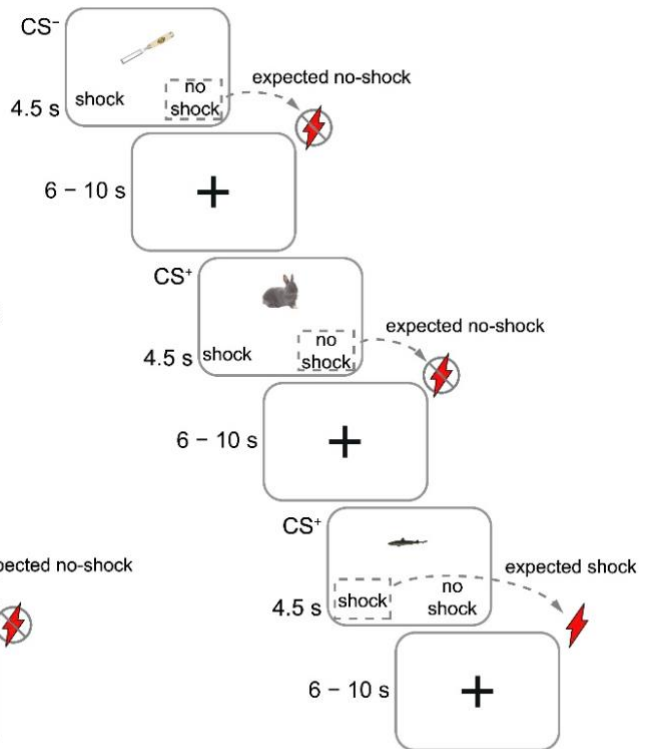 CS⁻
shock
no
shock
4.5 s
expected no-shock
6 – 10 s
CS⁺
shock
no
shock
4.5 s
expected no-shock
6 – 10 s
CS⁺
shock
no
shock
4.5 s
expected shock
pected no-shock
6 – 10 s